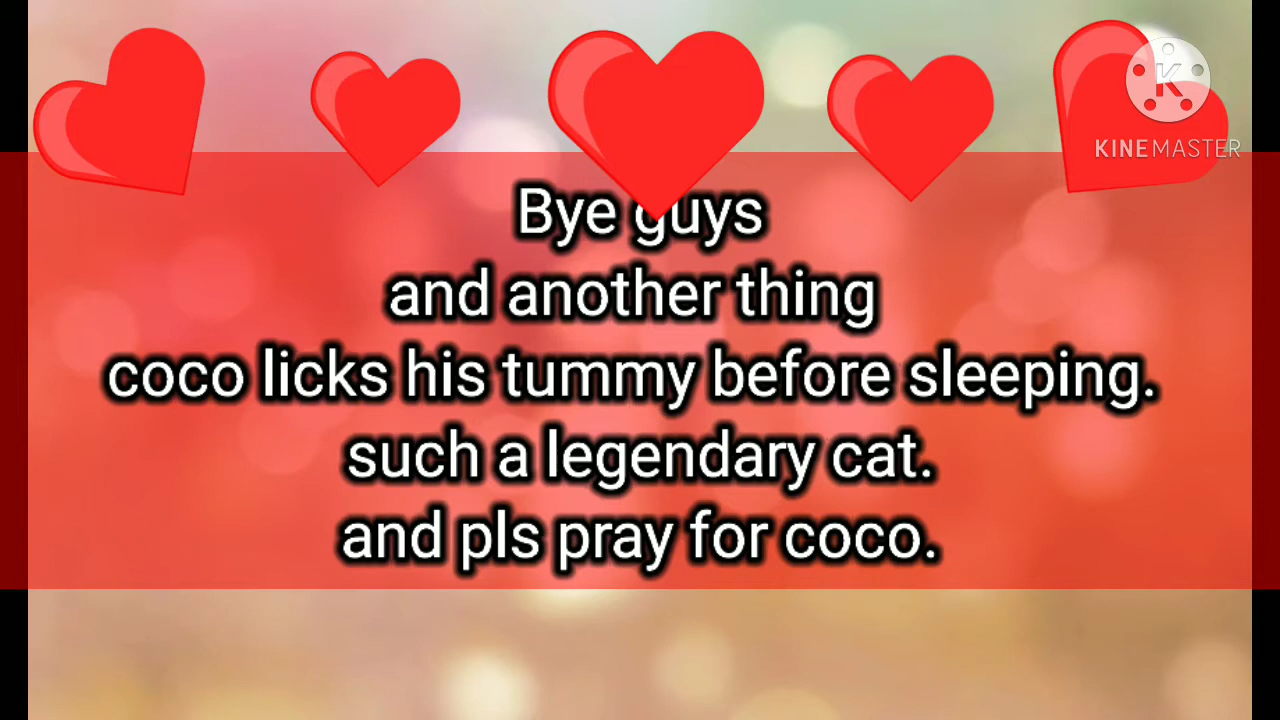 KINEMASTER
Bye guys
and another thing
coco licks his tummy before sleeping.
such a legendary cat.
and pls pray for coco.